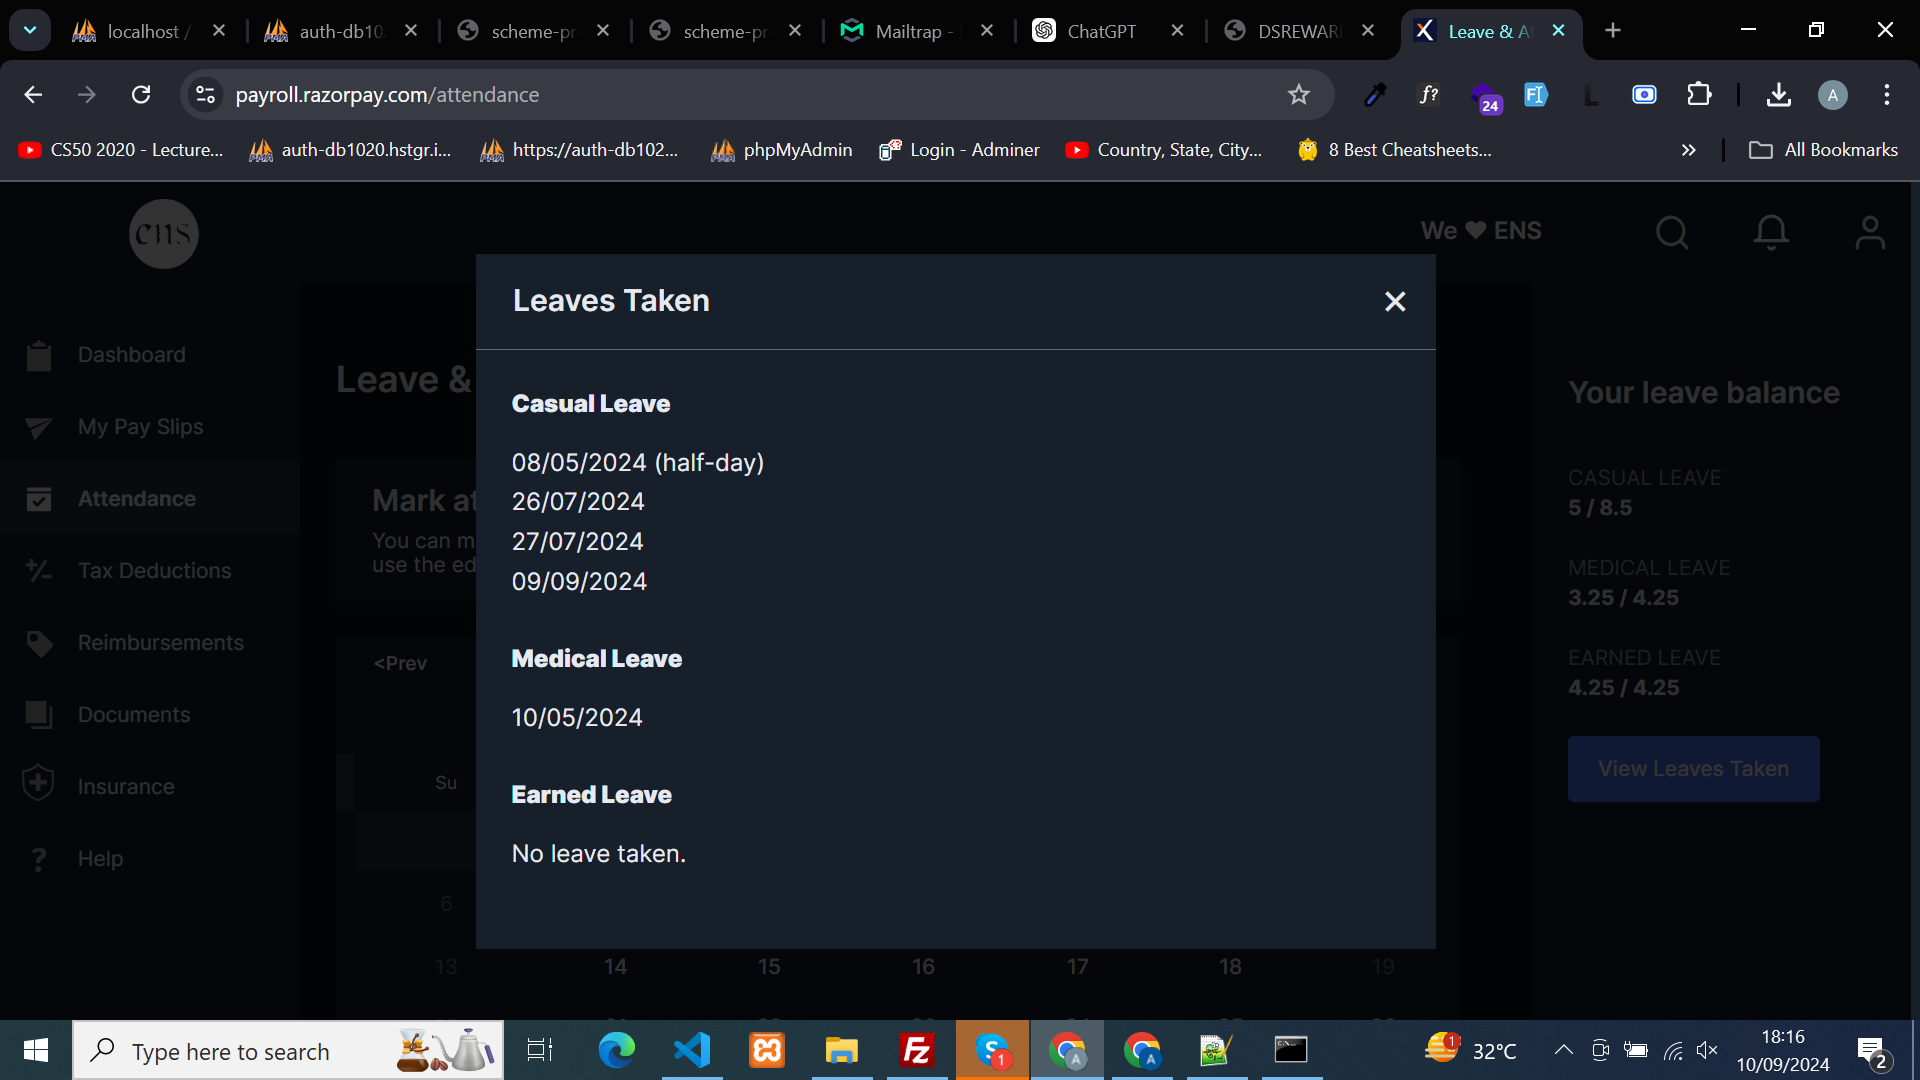 localhost /
auth-db10
scheme-pr
scheme-pr
Mailtrap -
ChatGPT
DSREWAR
Leave & A
payroll.razorpay.com/attendance
f?
24
FI
L
A
CS50 2020 - Lecture...
auth-db1020.hstgr.i...
https://auth-db102...
phpMyAdmin
Login - Adminer
Country, State, City...
8 Best Cheatsheets...
All Bookmarks
ens
We ❤ ENS
Dashboard
My Pay Slips
Attendance
Tax Deductions
Reimbursements
Documents
Insurance
Help
Leave &
Mark at
You can m
use the ed
<Prev
Su
6
13
14
15
16
17
18
19
Leaves Taken
Casual Leave
08/05/2024 (half-day)
26/07/2024
27/07/2024
09/09/2024
Medical Leave
10/05/2024
Earned Leave
No leave taken.
Your leave balance
CASUAL LEAVE
5 / 8.5
MEDICAL LEAVE
3.25 / 4.25
EARNED LEAVE
4.25 / 4.25
View Leaves Taken
Type here to search
1
A
A
1
32°C
18:16
10/09/2024
2